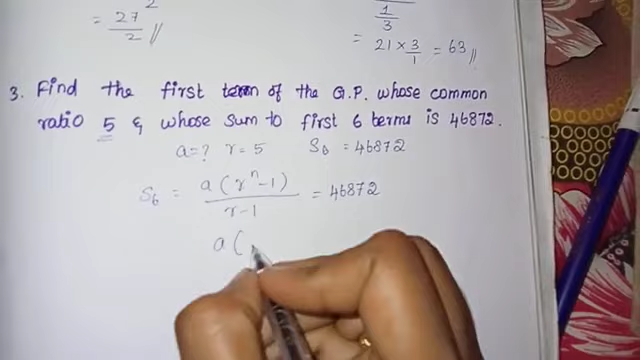 = 27/2 2 //
1/3
= 21 × 3/1 = 63 //
3. Find the first term of the G.P. whose common
ratio 5 & whose sum to first 6 terms is 46872.
a = ? r = 5 S6 = 46872
S6 = a(r^n - 1)/(r - 1) = 46872
a (